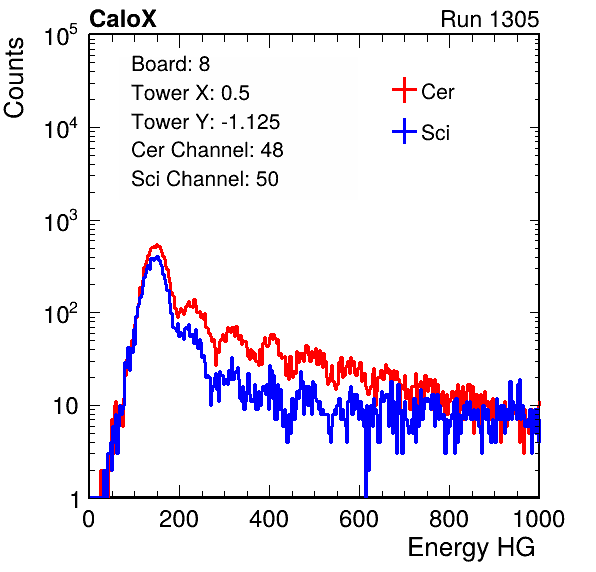 CaloX Run 1305
Board: 8
Tower X: 0.5
Tower Y: -1.125
Cer Channel: 48
Sci Channel: 50
Cer
Sci
Counts
10^5
10^4
10^3
10^2
10
1
0 200 400 600 800 1000
Energy HG